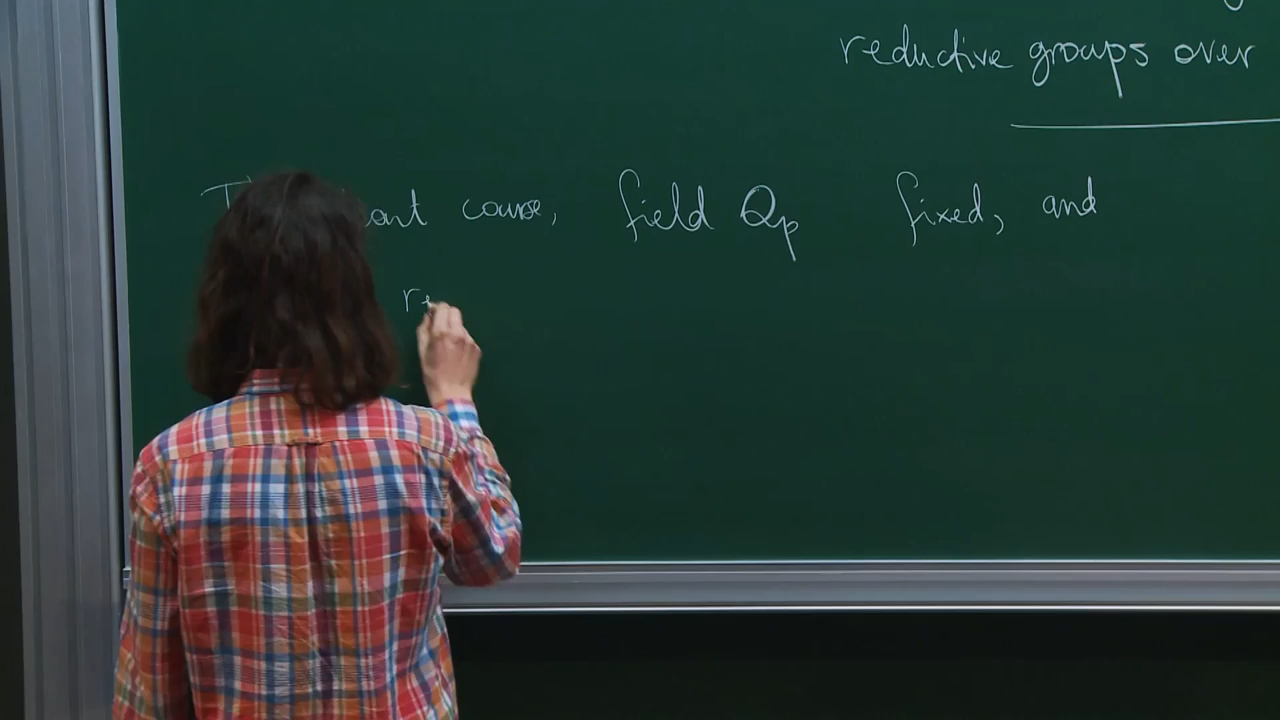 reductive groups over
course, field Qp fixed, and